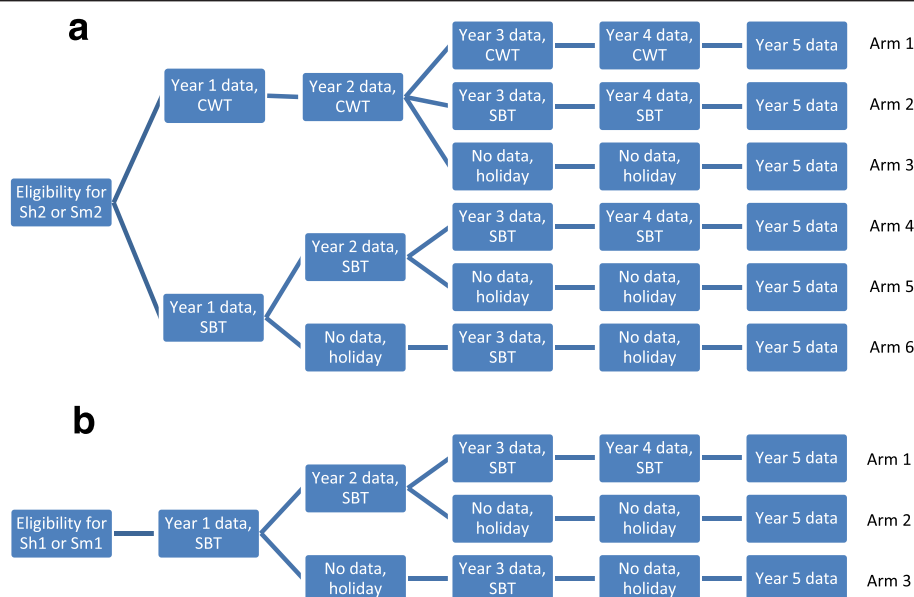 a
Year 3 data,
CWT
Year 4 data,
CWT
Year 5 data
Arm 1
Year 1 data,
CWT
Year 2 data,
CWT
Year 3 data,
SBT
Year 4 data,
SBT
Year 5 data
Arm 2
No data,
holiday
No data,
holiday
Year 5 data
Arm 3
Eligibility for
Sh2 or Sm2
Year 3 data,
SBT
Year 4 data,
SBT
Year 5 data
Arm 4
Year 2 data,
SBT
No data,
holiday
No data,
holiday
Year 5 data
Arm 5
Year 1 data,
SBT
No data,
holiday
Year 3 data,
SBT
No data,
holiday
Year 5 data
Arm 6
b
Year 3 data,
SBT
Year 4 data,
SBT
Year 5 data
Arm 1
Year 2 data,
SBT
No data,
holiday
No data,
holiday
Year 5 data
Arm 2
Eligibility for
Sh1 or Sm1
Year 1 data,
SBT
No data,
holiday
Year 3 data,
SBT
No data,
holiday
Year 5 data
Arm 3